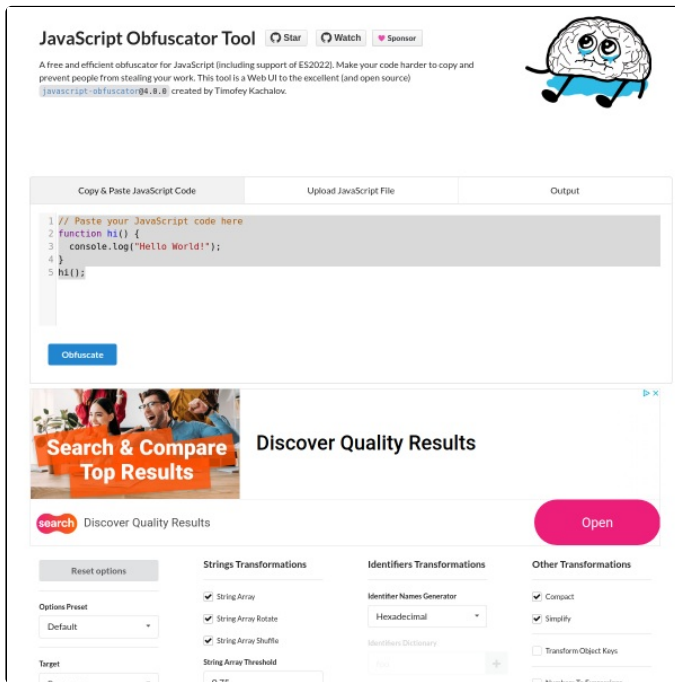 JavaScript Obfuscator Tool Star Watch Sponsor
A free and efficient obfuscator for JavaScript (including support of ES2022). Make your code harder to copy and
prevent people from stealing your work. This tool is a Web UI to the excellent (and open source)
javascript-obfuscator@4.0.0 created by Timofey Kachalov.
Copy & Paste JavaScript Code Upload JavaScript File Output
1 // Paste your JavaScript code here
2 function hi() {
3 console.log("Hello World!");
4 }
5 hi();
Obfuscate
Search & Compare
Top Results
Discover Quality Results
search Discover Quality Results
Open
Reset options
Options Preset
Default
Target
Strings Transformations
String Array
String Array Rotate
String Array Shuffle
String Array Threshold
0.75
Identifiers Transformations
Identifier Names Generator
Hexadecimal
Identifiers Dictionary
Other Transformations
Compact
Simplify
Transform Object Keys